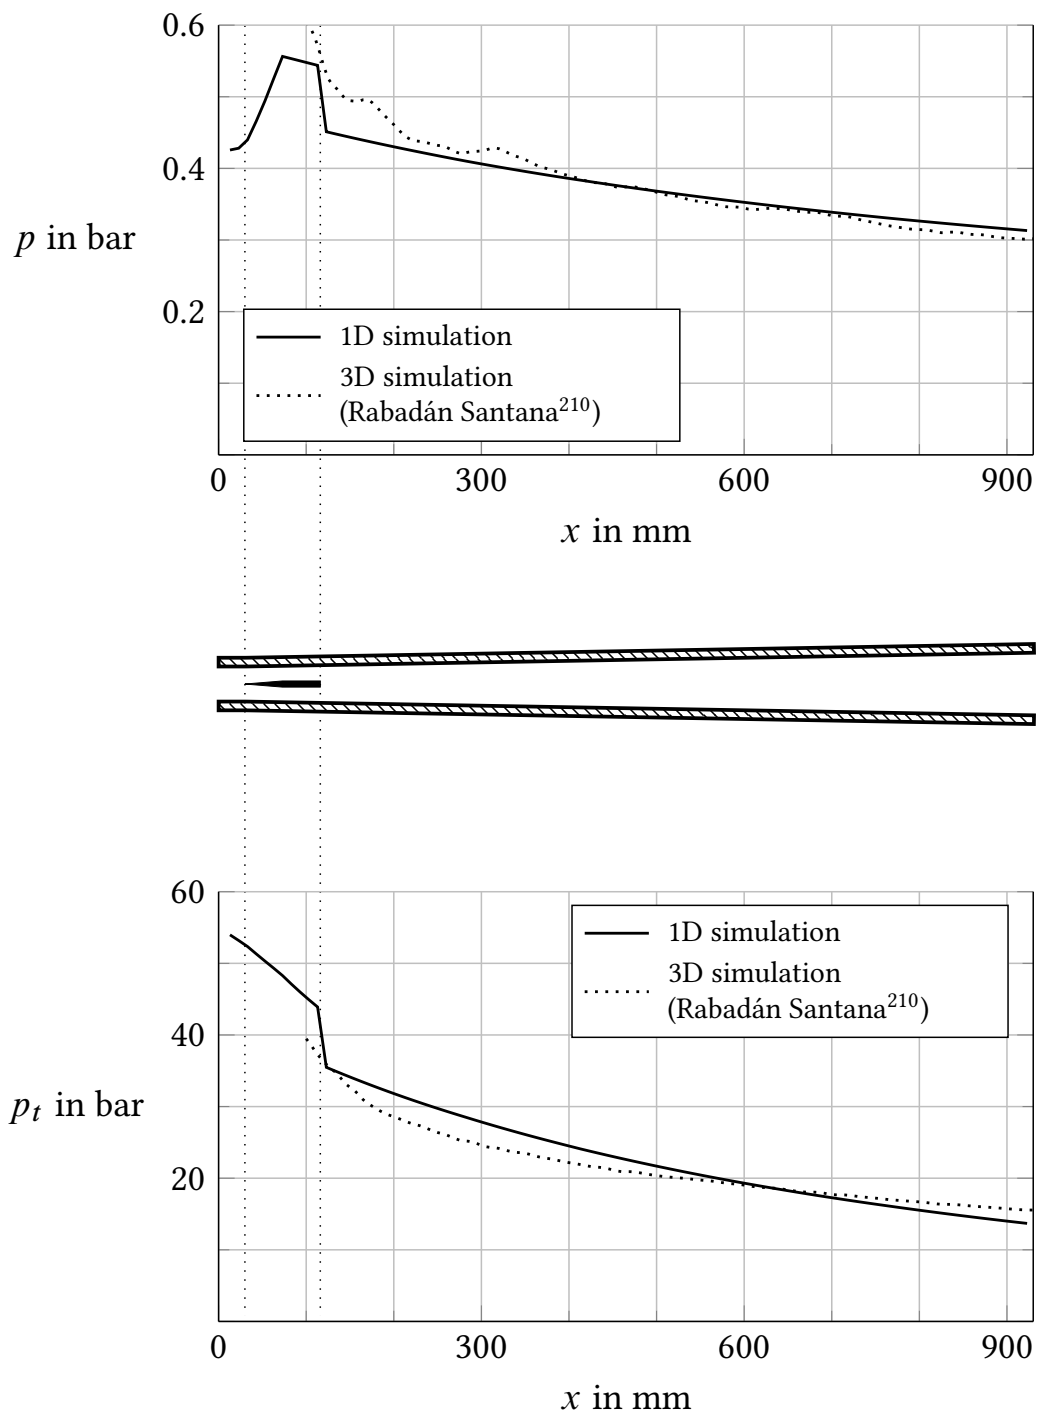 0.6
0.4
p in bar
0.2
1D simulation
3D simulation
(Rabadán Santana²¹⁰)
0 300 600 900
x in mm
60
1D simulation
3D simulation
(Rabadán Santana²¹⁰)
40
pₜ in bar
20
0 300 600 900
x in mm